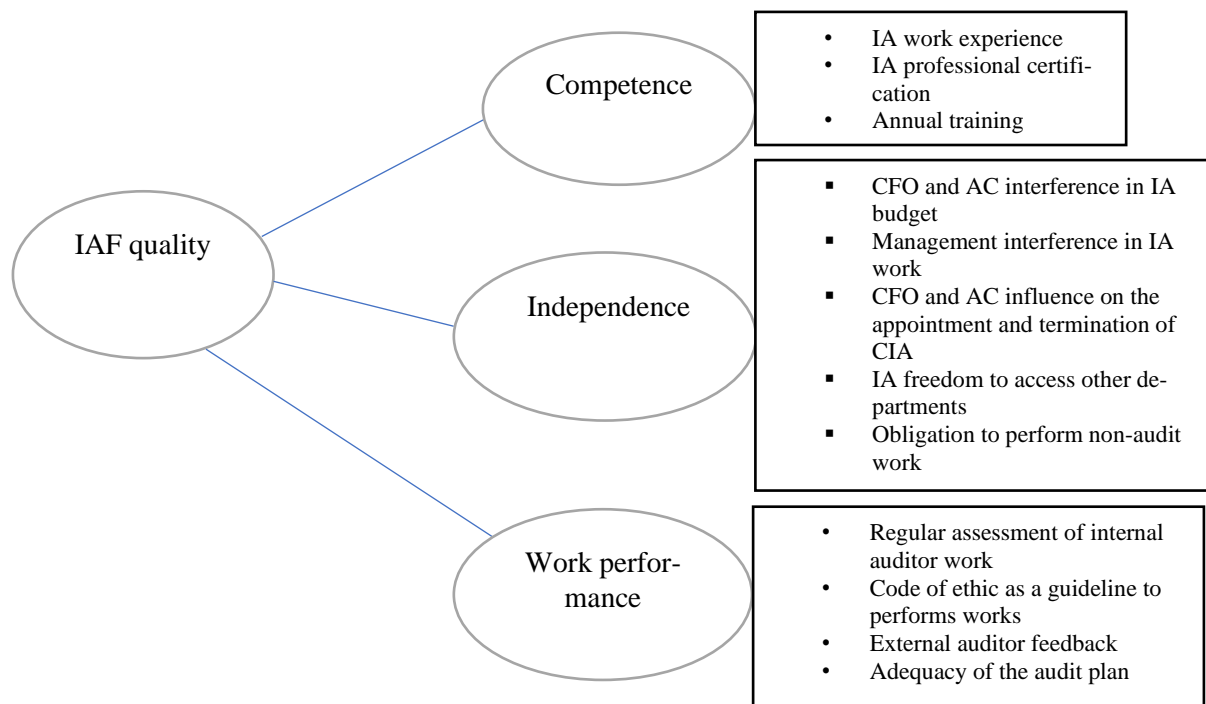 IAF quality
Competence
• IA work experience
• IA professional certifi-
cation
• Annual training
Independence
▪ CFO and AC interference in IA
budget
▪ Management interference in IA
work
▪ CFO and AC influence on the
appointment and termination of
CIA
▪ IA freedom to access other de-
partments
▪ Obligation to perform non-audit
work
Work perfor-
mance
• Regular assessment of internal
auditor work
• Code of ethic as a guideline to
performs works
• External auditor feedback
• Adequacy of the audit plan